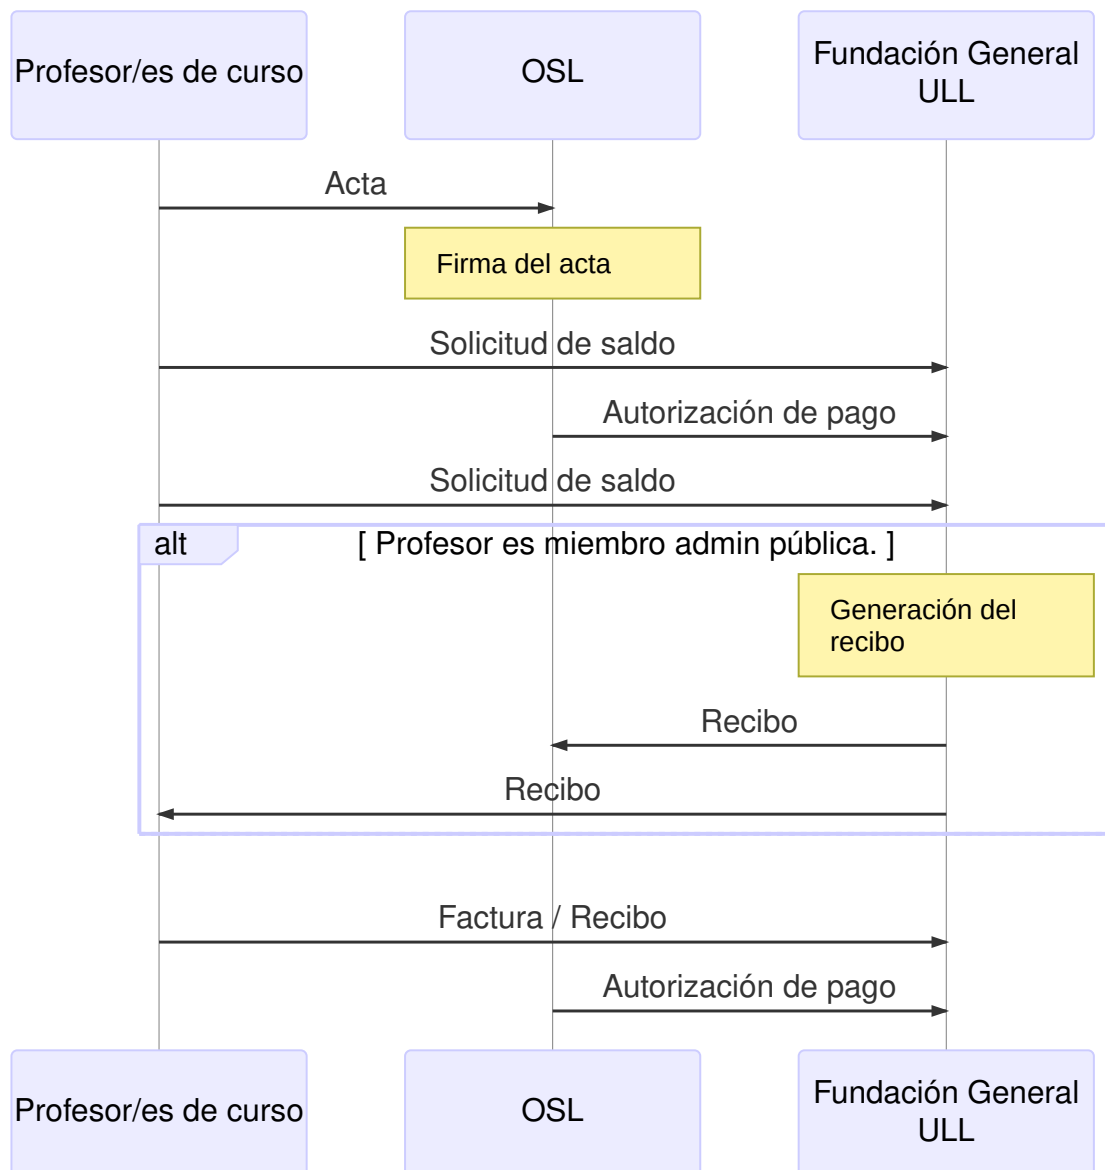 Profesor/es de curso
OSL
Fundación General
ULL
Acta
Firma del acta
Solicitud de saldo
Autorización de pago
Solicitud de saldo
alt
[ Profesor es miembro admin pública. ]
Generación del
recibo
Recibo
Recibo
Factura / Recibo
Autorización de pago
Profesor/es de curso
OSL
Fundación General
ULL